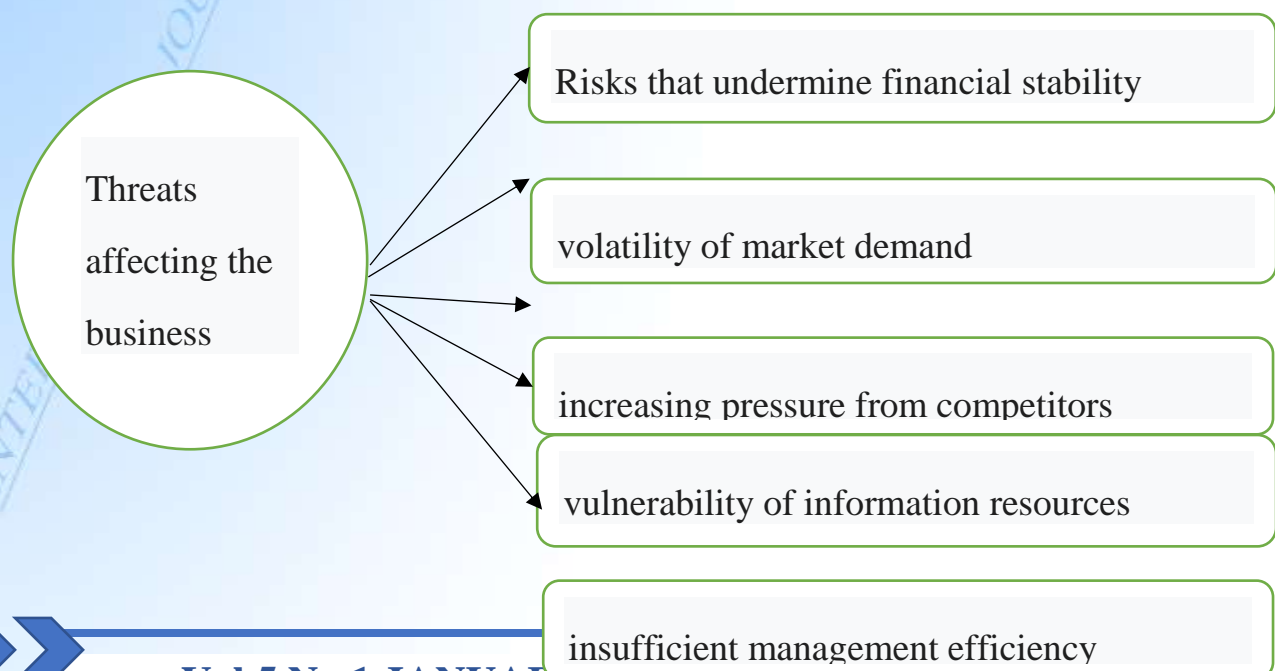 Risks that undermine financial stability
Threats
affecting the
business
volatility of market demand
increasing pressure from competitors
vulnerability of information resources
insufficient management efficiency